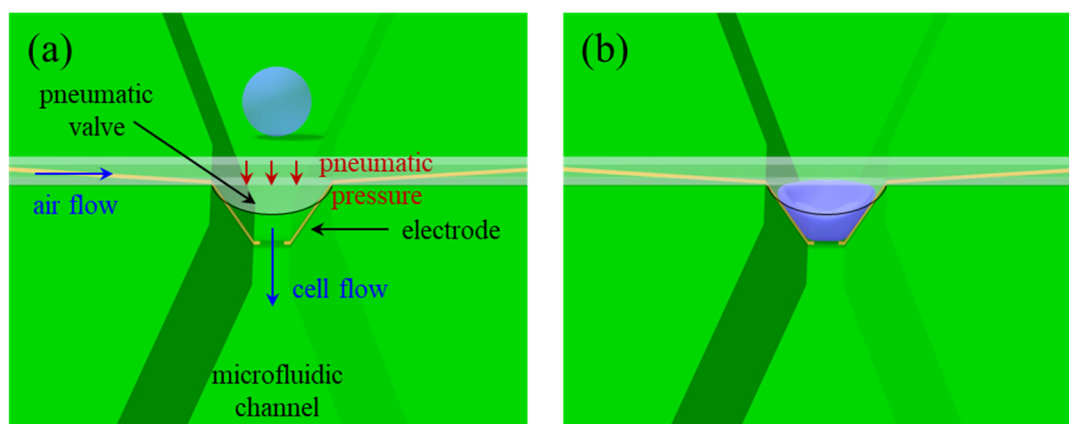 (a)
pneumatic
valve
pneumatic
pressure
air flow
electrode
cell flow
microfluidic
channel
(b)